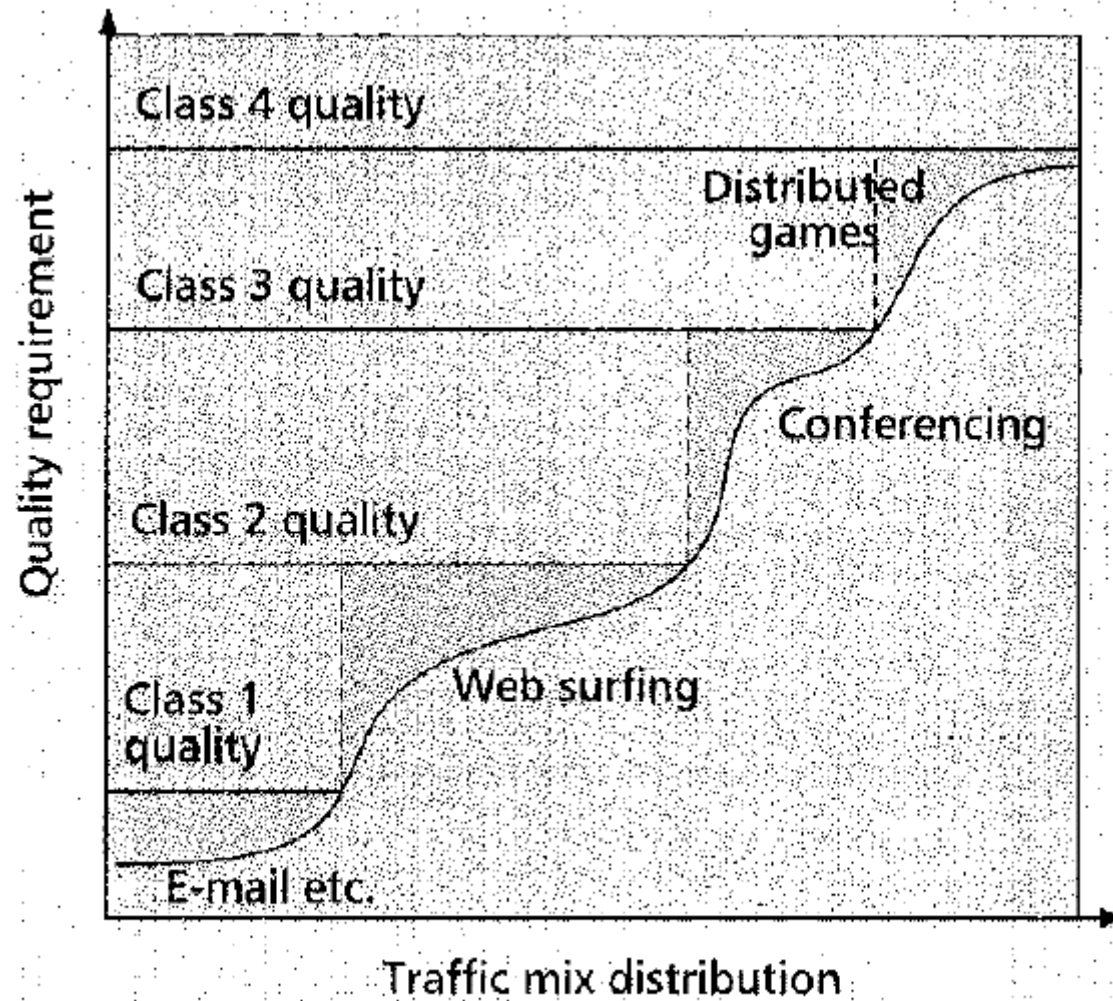 Class 4 quality
Distributed
games
Class 3 quality
Conferencing
Class 2 quality
Web surfing
Class 1
quality
E-mail etc.
Quality requirement
Traffic mix distribution